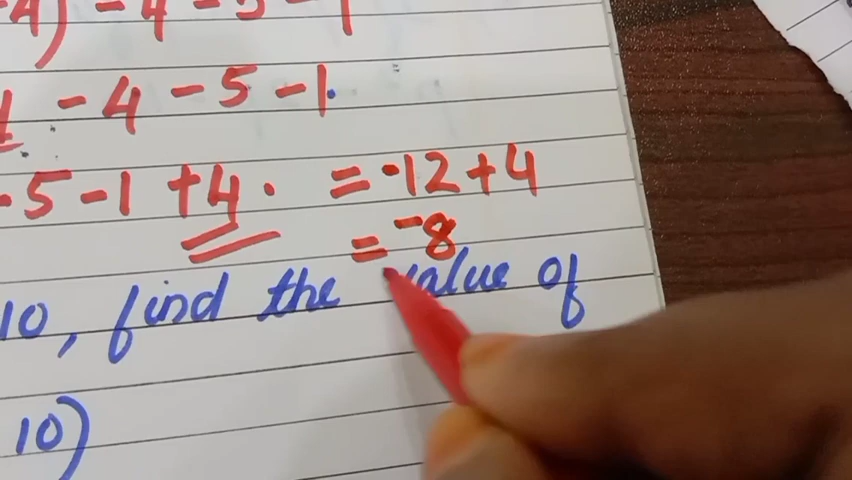 4) - 4 - 5 - 1
- 4 - 5 - 1
- 5 - 1 + 4 = -12 + 4
= -8
10, find the value of
10)